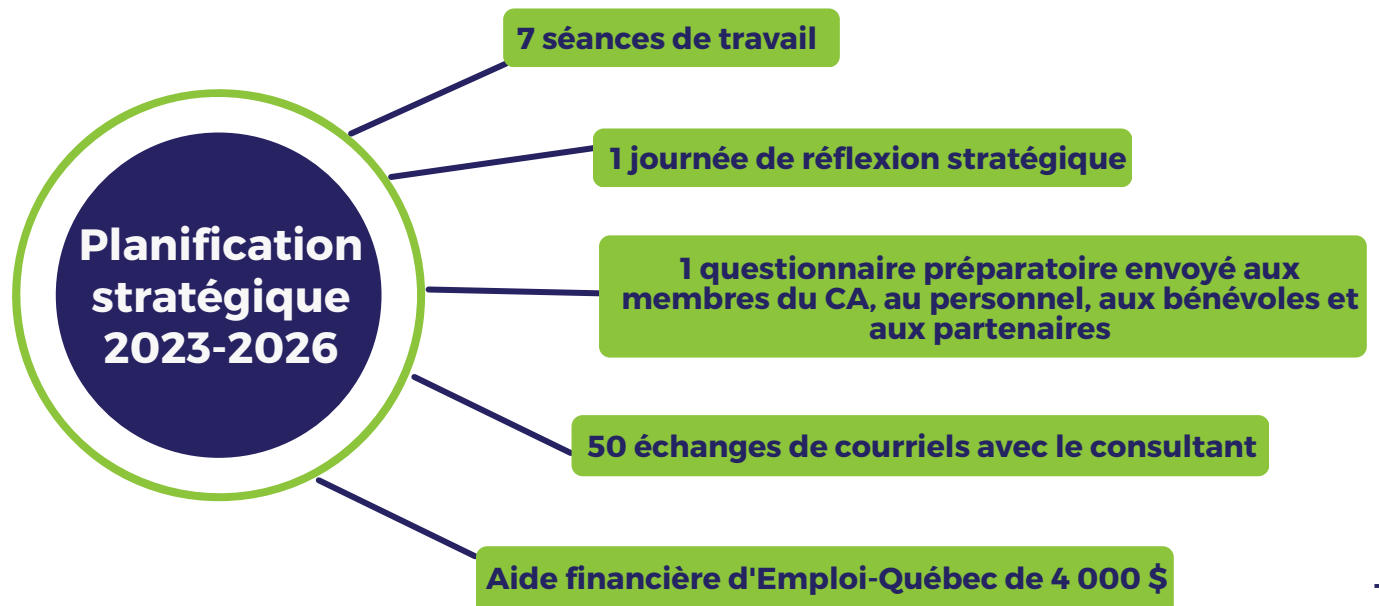 7 séances de travail
1 journée de réflexion stratégique
Planification
stratégique
2023-2026
1 questionnaire préparatoire envoyé aux
membres du CA, au personnel, aux bénévoles et
aux partenaires
50 échanges de courriels avec le consultant
Aide financière d'Emploi-Québec de 4 000 $